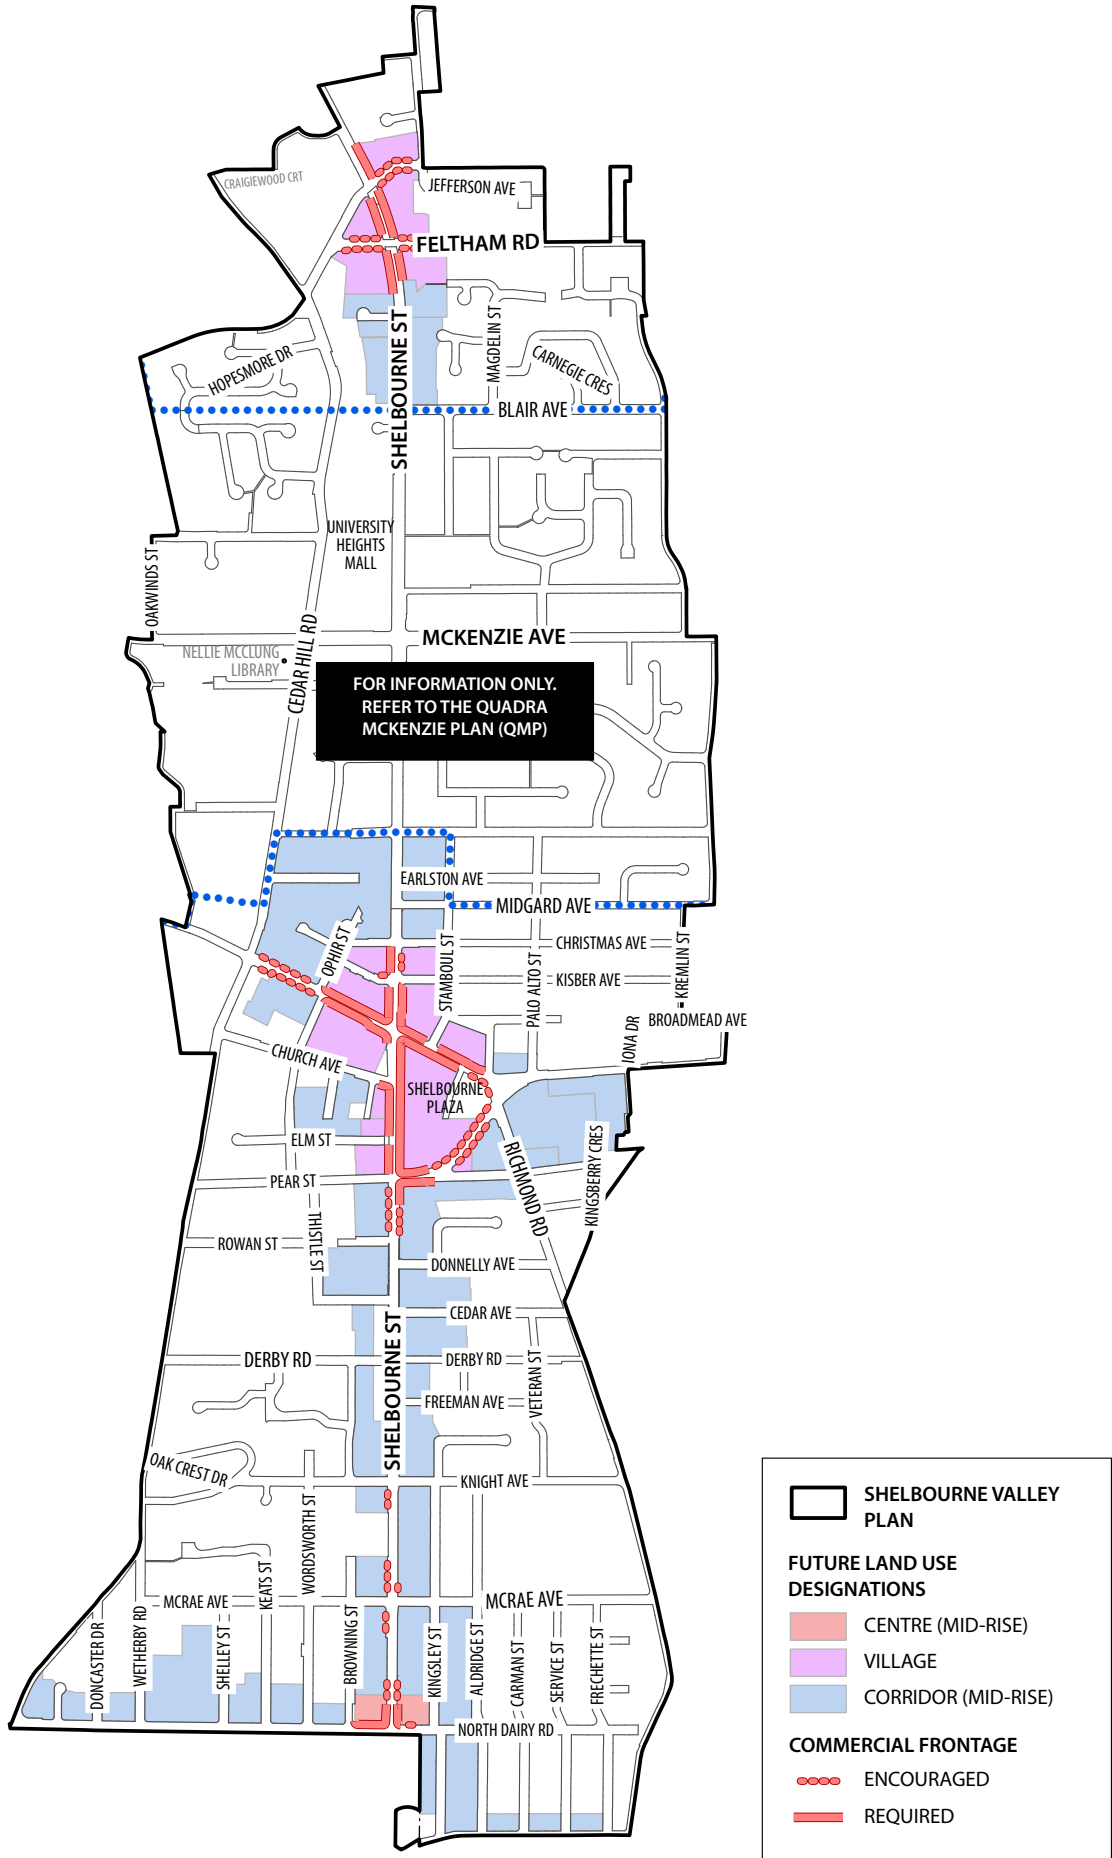 CRAIGIEWOOD CRT
JEFFERSON AVE
FELTHAM RD
SHELBOURNE ST
MAGDELIN ST
HOPESMORE DR
CARNEGIE CRES
BLAIR AVE
UNIVERSITY
HEIGHTS
MALL
OAKWINDS ST
CEDAR HILL RD
MCKENZIE AVE
NELLIE MCCLUNG
LIBRARY
FOR INFORMATION ONLY.
REFER TO THE QUADRA
MCKENZIE PLAN (QMP)
EARLSTON AVE
MIDGARD AVE
OPHIR ST
STAMBOUL ST
CHRISTMAS AVE
PALO ALTO ST
KISBER AVE
KREMLIN ST
BROADMEAD AVE
IONA DR
CHURCH AVE
SHELBOURNE
PLAZA
ELM ST
RICHMOND RD
KINGSBERRY CRES
PEAR ST
THISTLE ST
ROWAN ST
DONNELLY AVE
CEDAR AVE
SHELBOURNE ST
DERBY RD
DERBY RD
VETERAN ST
FREEMAN AVE
OAK CREST DR
KNIGHT AVE
WORDSWORTH ST
KEATS ST
MCRAE AVE
MCRAE AVE
DONCASTER DR
WETHERBY RD
SHELLEY ST
BROWNING ST
KINGSLEY ST
ALDRIDGE ST
CARMAN ST
SERVICE ST
FRECHETTE ST
NORTH DAIRY RD
SHELBOURNE VALLEY
PLAN
FUTURE LAND USE
DESIGNATIONS
CENTRE (MID-RISE)
VILLAGE
CORRIDOR (MID-RISE)
COMMERCIAL FRONTAGE
ENCOURAGED
REQUIRED